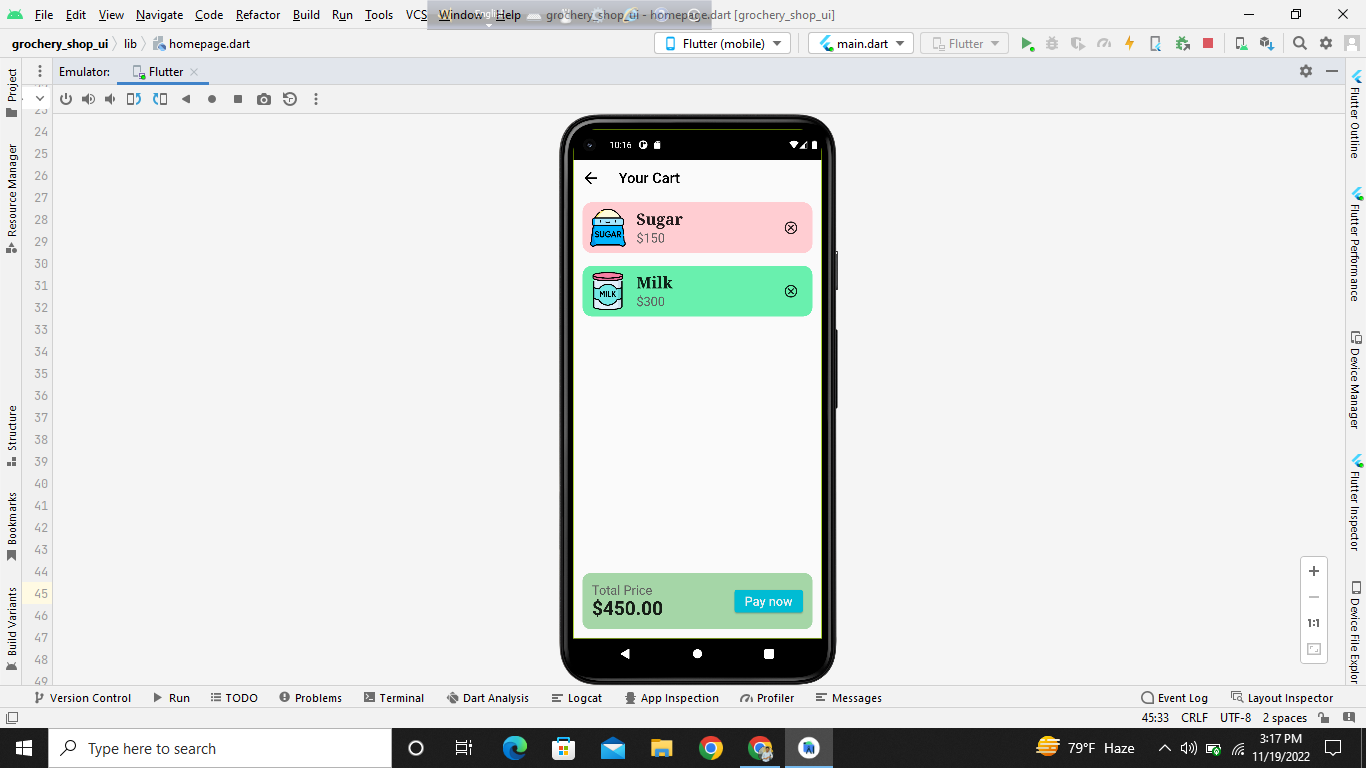 File Edit View Navigate Code Refactor Build Run Tools VCS Window Help grochery_shop_ui - homepage.dart [grochery_shop_ui]
English
grochery_shop_ui lib homepage.dart Flutter (mobile) main.dart Flutter
Emulator: Flutter
Project
Resource Manager
Structure
Bookmarks
Build Variants
24
25
26
27
28
29
30
31
32
33
34
35
36
37
38
39
40
41
42
43
44
45
46
47
48
49
10:16
Your Cart
SUGAR
Sugar
$150
MILK
Milk
$300
Total Price
$450.00
Pay now
1:1
Flutter Outline
Flutter Performance
Device Manager
Flutter Inspector
Device File Explor
Version Control Run TODO Problems Terminal Dart Analysis Logcat App Inspection Profiler Messages Event Log Layout Inspector
45:33 CRLF UTF-8 2 spaces
Type here to search
79°F Haze
3:17 PM
11/19/2022